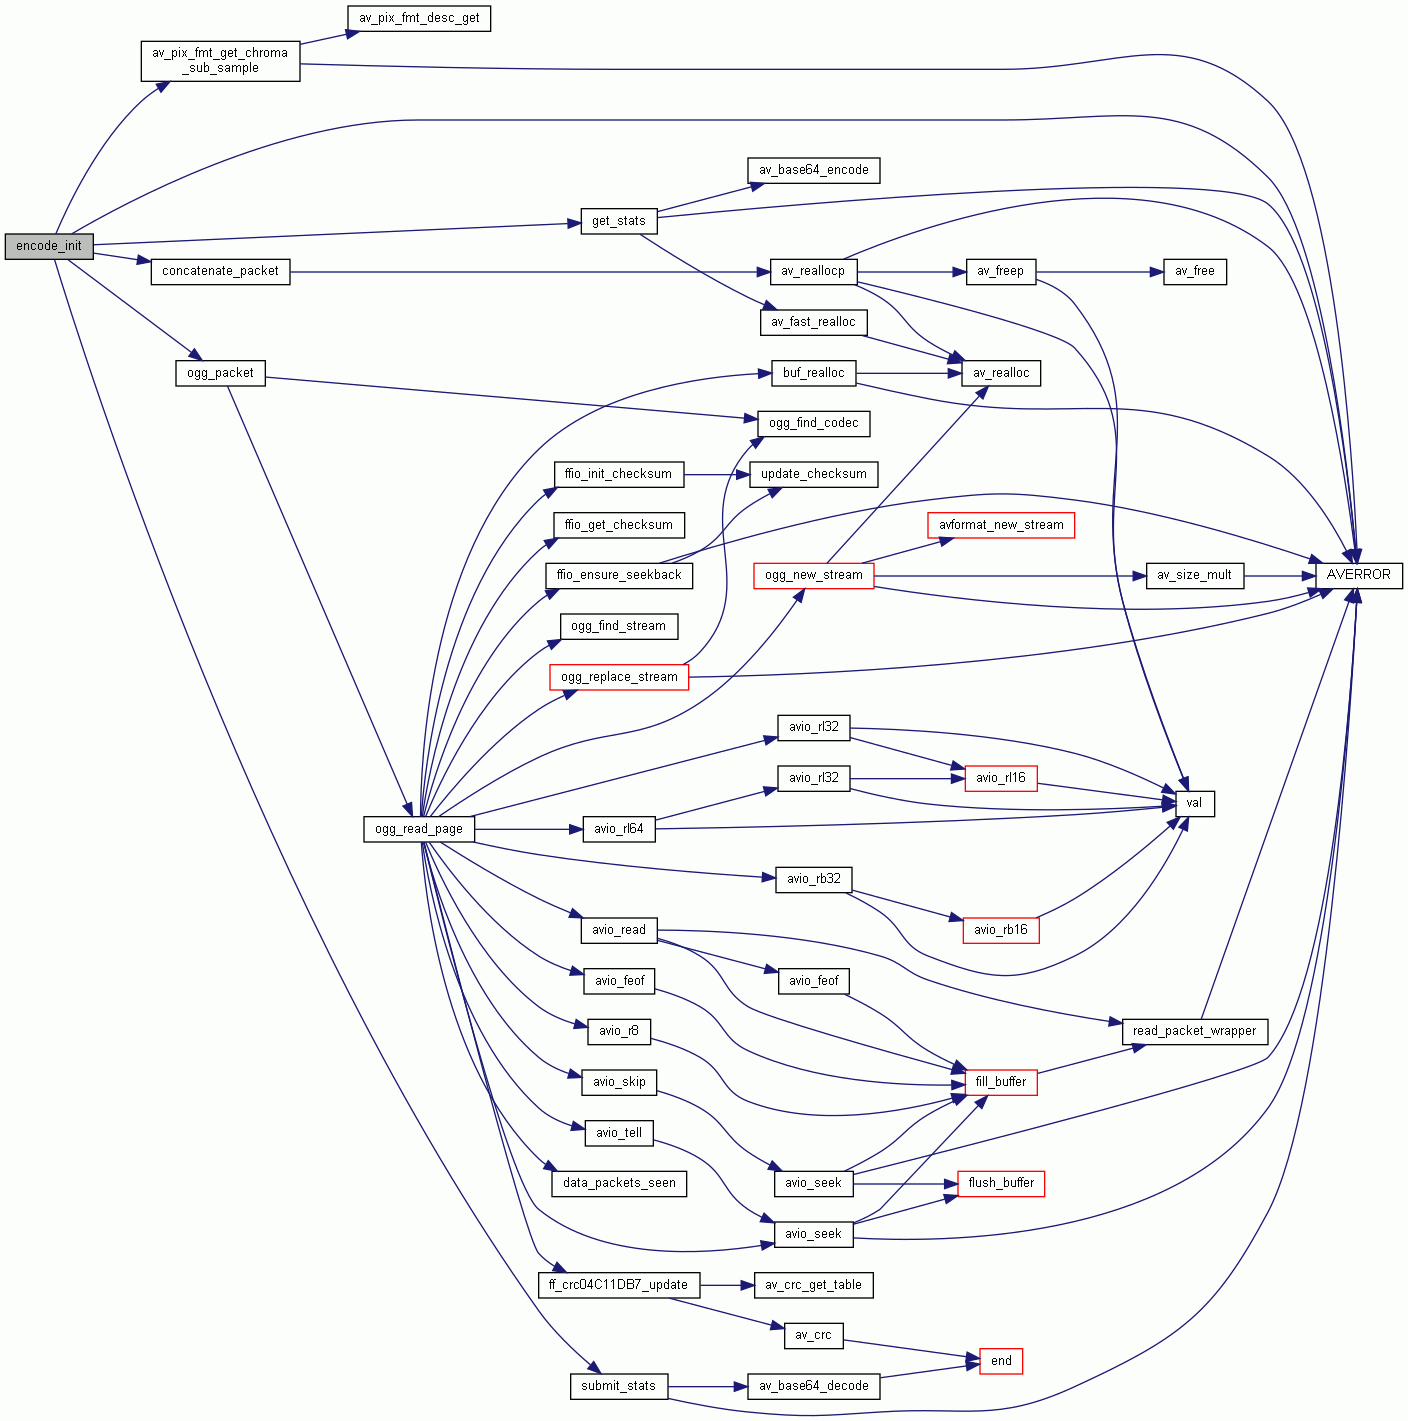 av_pix_fmt_desc_get
av_pix_fmt_get_chroma
_sub_sample
av_base64_encode
get_stats
encode_init
concatenate_packet
av_reallocp
av_freep
av_free
av_fast_realloc
ogg_packet
buf_realloc
av_realloc
ogg_find_codec
ffio_init_checksum
update_checksum
ffio_get_checksum
avformat_new_stream
ffio_ensure_seekback
ogg_new_stream
av_size_mult
AVERROR
ogg_find_stream
ogg_replace_stream
avio_rl32
avio_rl32
avio_rl16
val
ogg_read_page
avio_rl64
avio_rb32
avio_read
avio_rb16
avio_feof
avio_feof
avio_r8
read_packet_wrapper
avio_skip
fill_buffer
avio_tell
data_packets_seen
avio_seek
flush_buffer
avio_seek
ff_crc04C11DB7_update
av_crc_get_table
av_crc
end
submit_stats
av_base64_decode